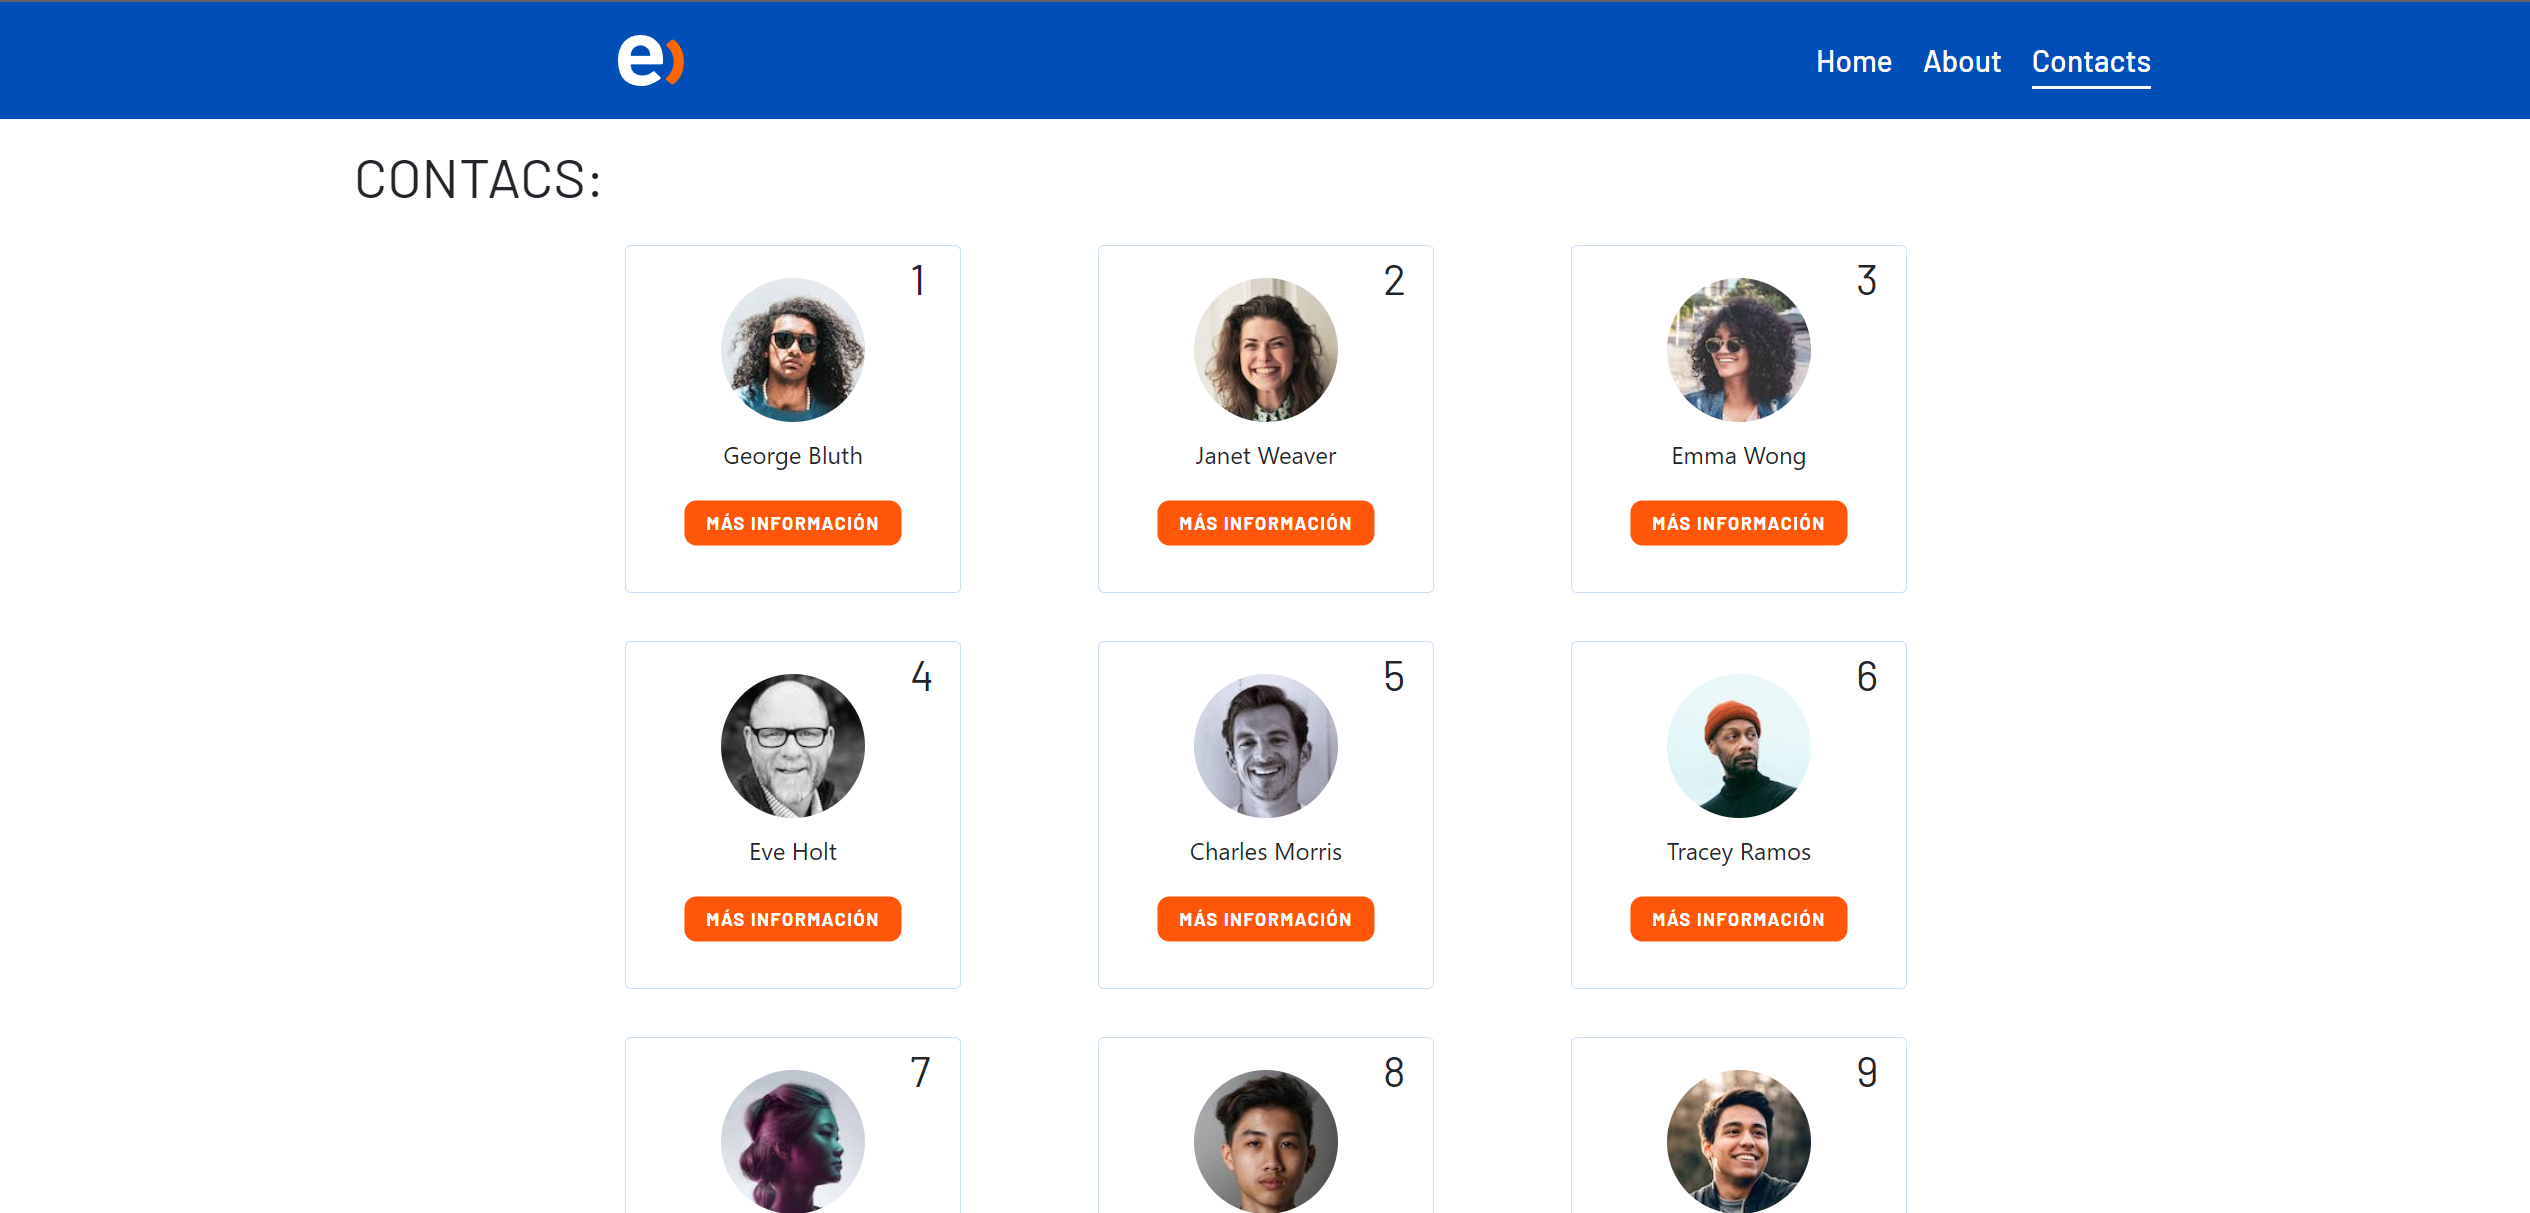 e)
Home About Contacts
CONTACS:
1 2 3
George Bluth Janet Weaver Emma Wong
MÁS INFORMACIÓN MÁS INFORMACIÓN MÁS INFORMACIÓN
4 5 6
Eve Holt Charles Morris Tracey Ramos
MÁS INFORMACIÓN MÁS INFORMACIÓN MÁS INFORMACIÓN
7 8 9